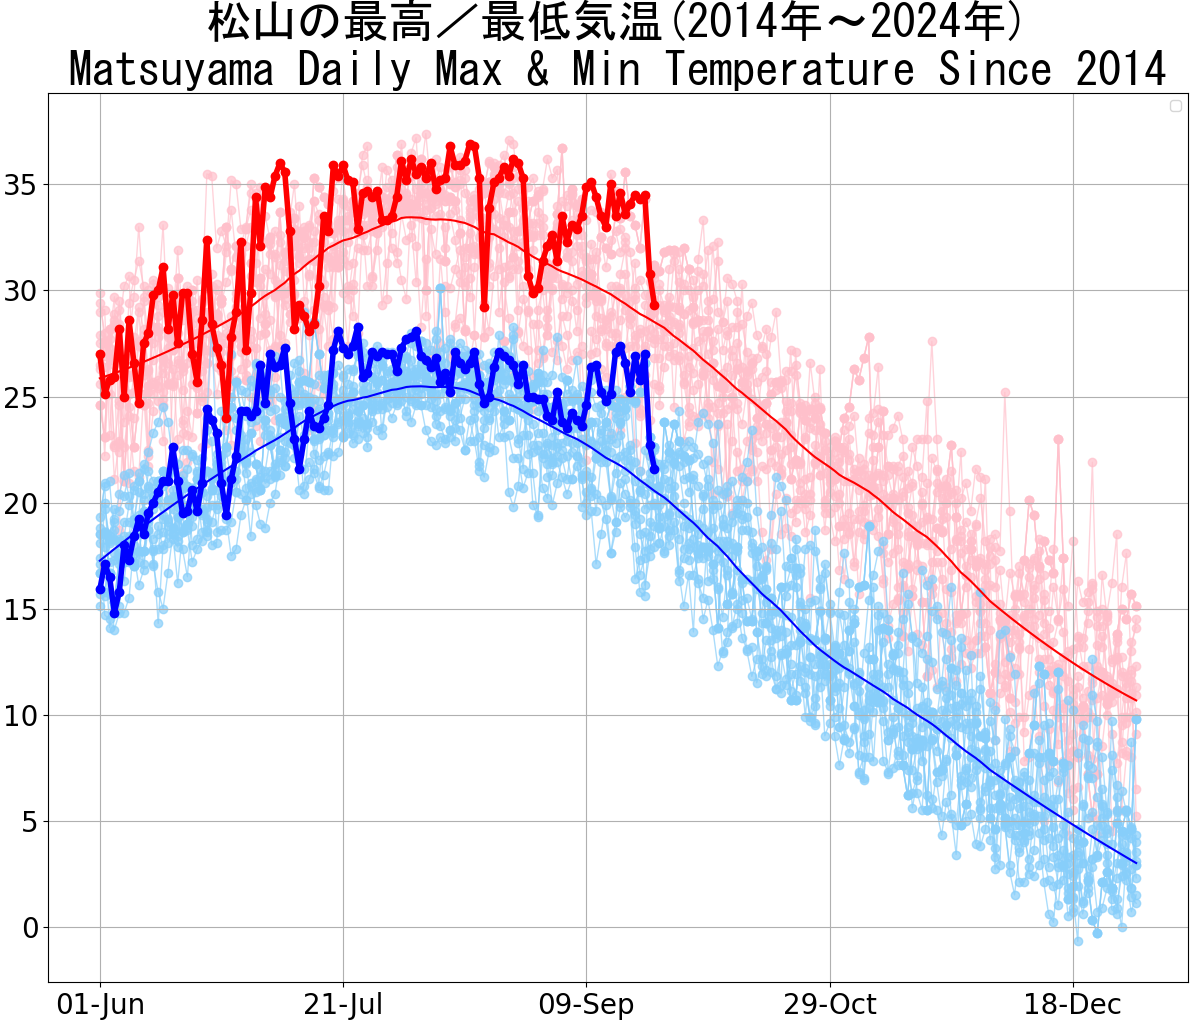 松山の最高／最低気温(2014年～2024年)
Matsuyama Daily Max & Min Temperature Since 2014
35
30
25
20
15
10
5
0
01-Jun 21-Jul 09-Sep 29-Oct 18-Dec